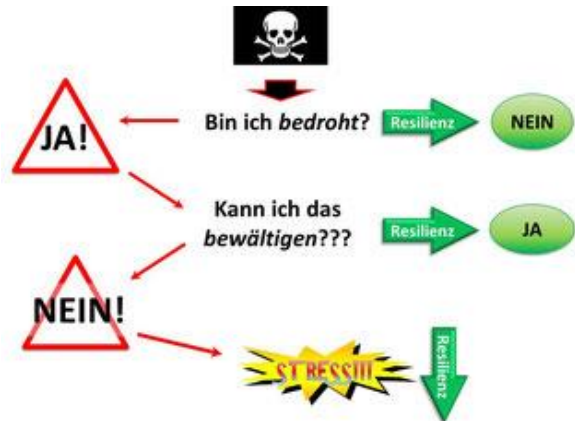 Bin ich bedroht?
Resilienz
NEIN
JA!
Kann ich das
bewältigen???
Resilienz
JA
NEIN!
STRESS!!!
Resilienz